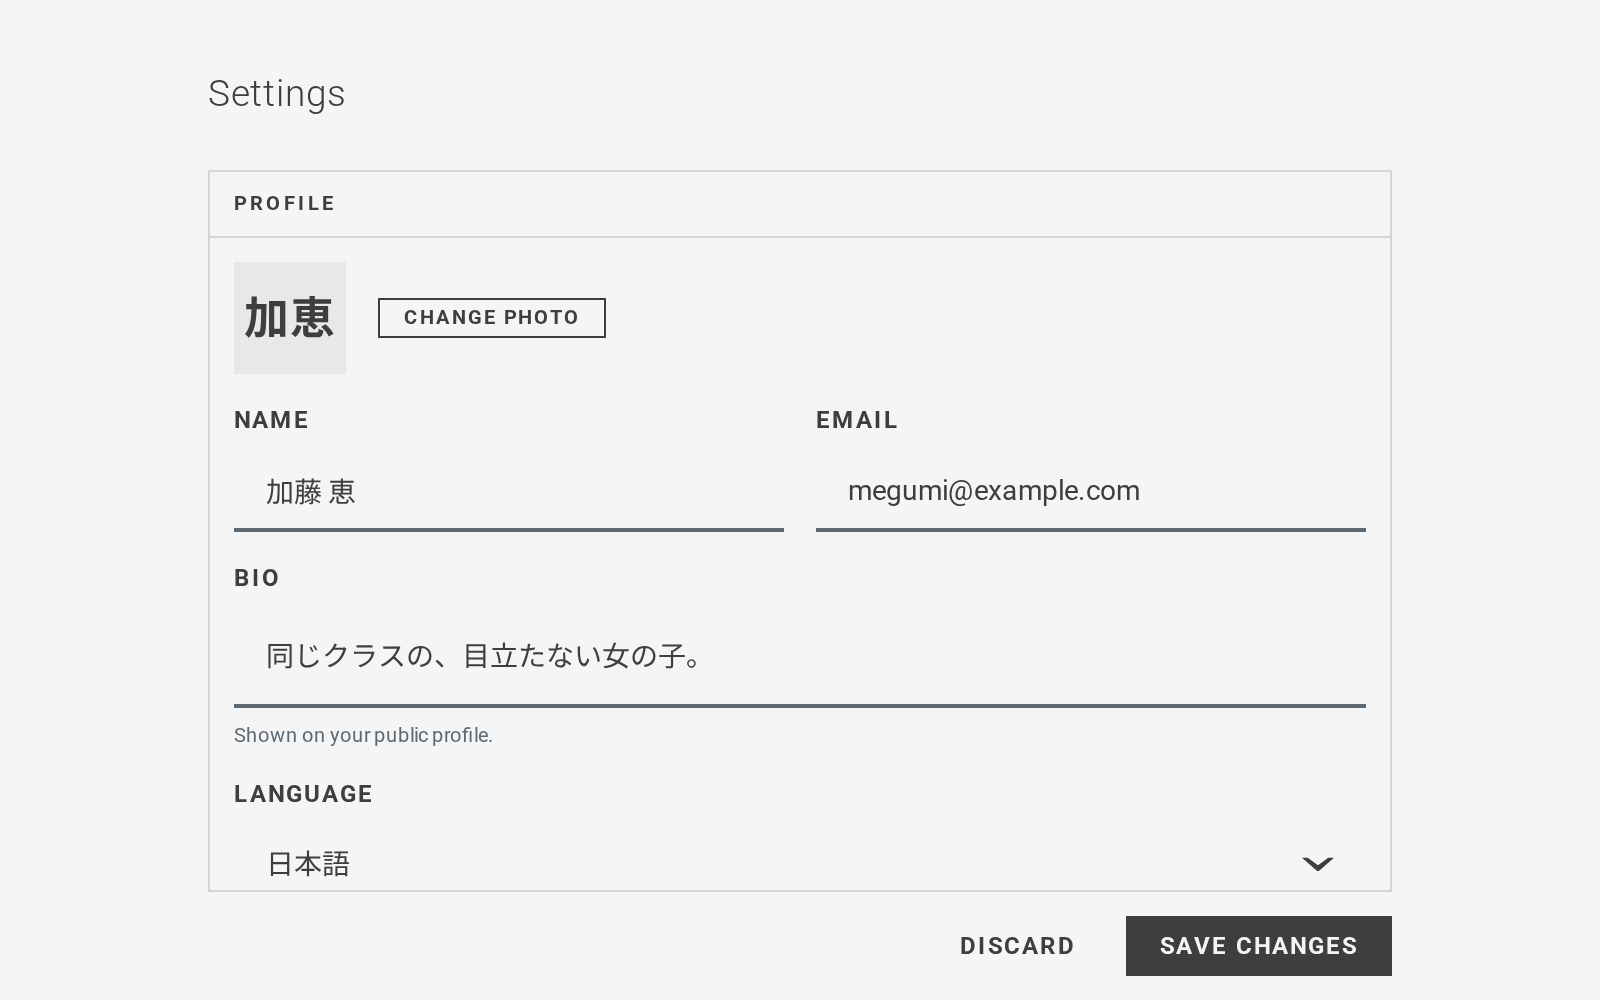 Settings
PROFILE
加恵
CHANGE PHOTO
NAME
EMAIL
加藤 恵
megumi@example.com
BIO
同じクラスの、目立たない女の子。
Shown on your public profile.
LANGUAGE
日本語
DISCARD
SAVE CHANGES